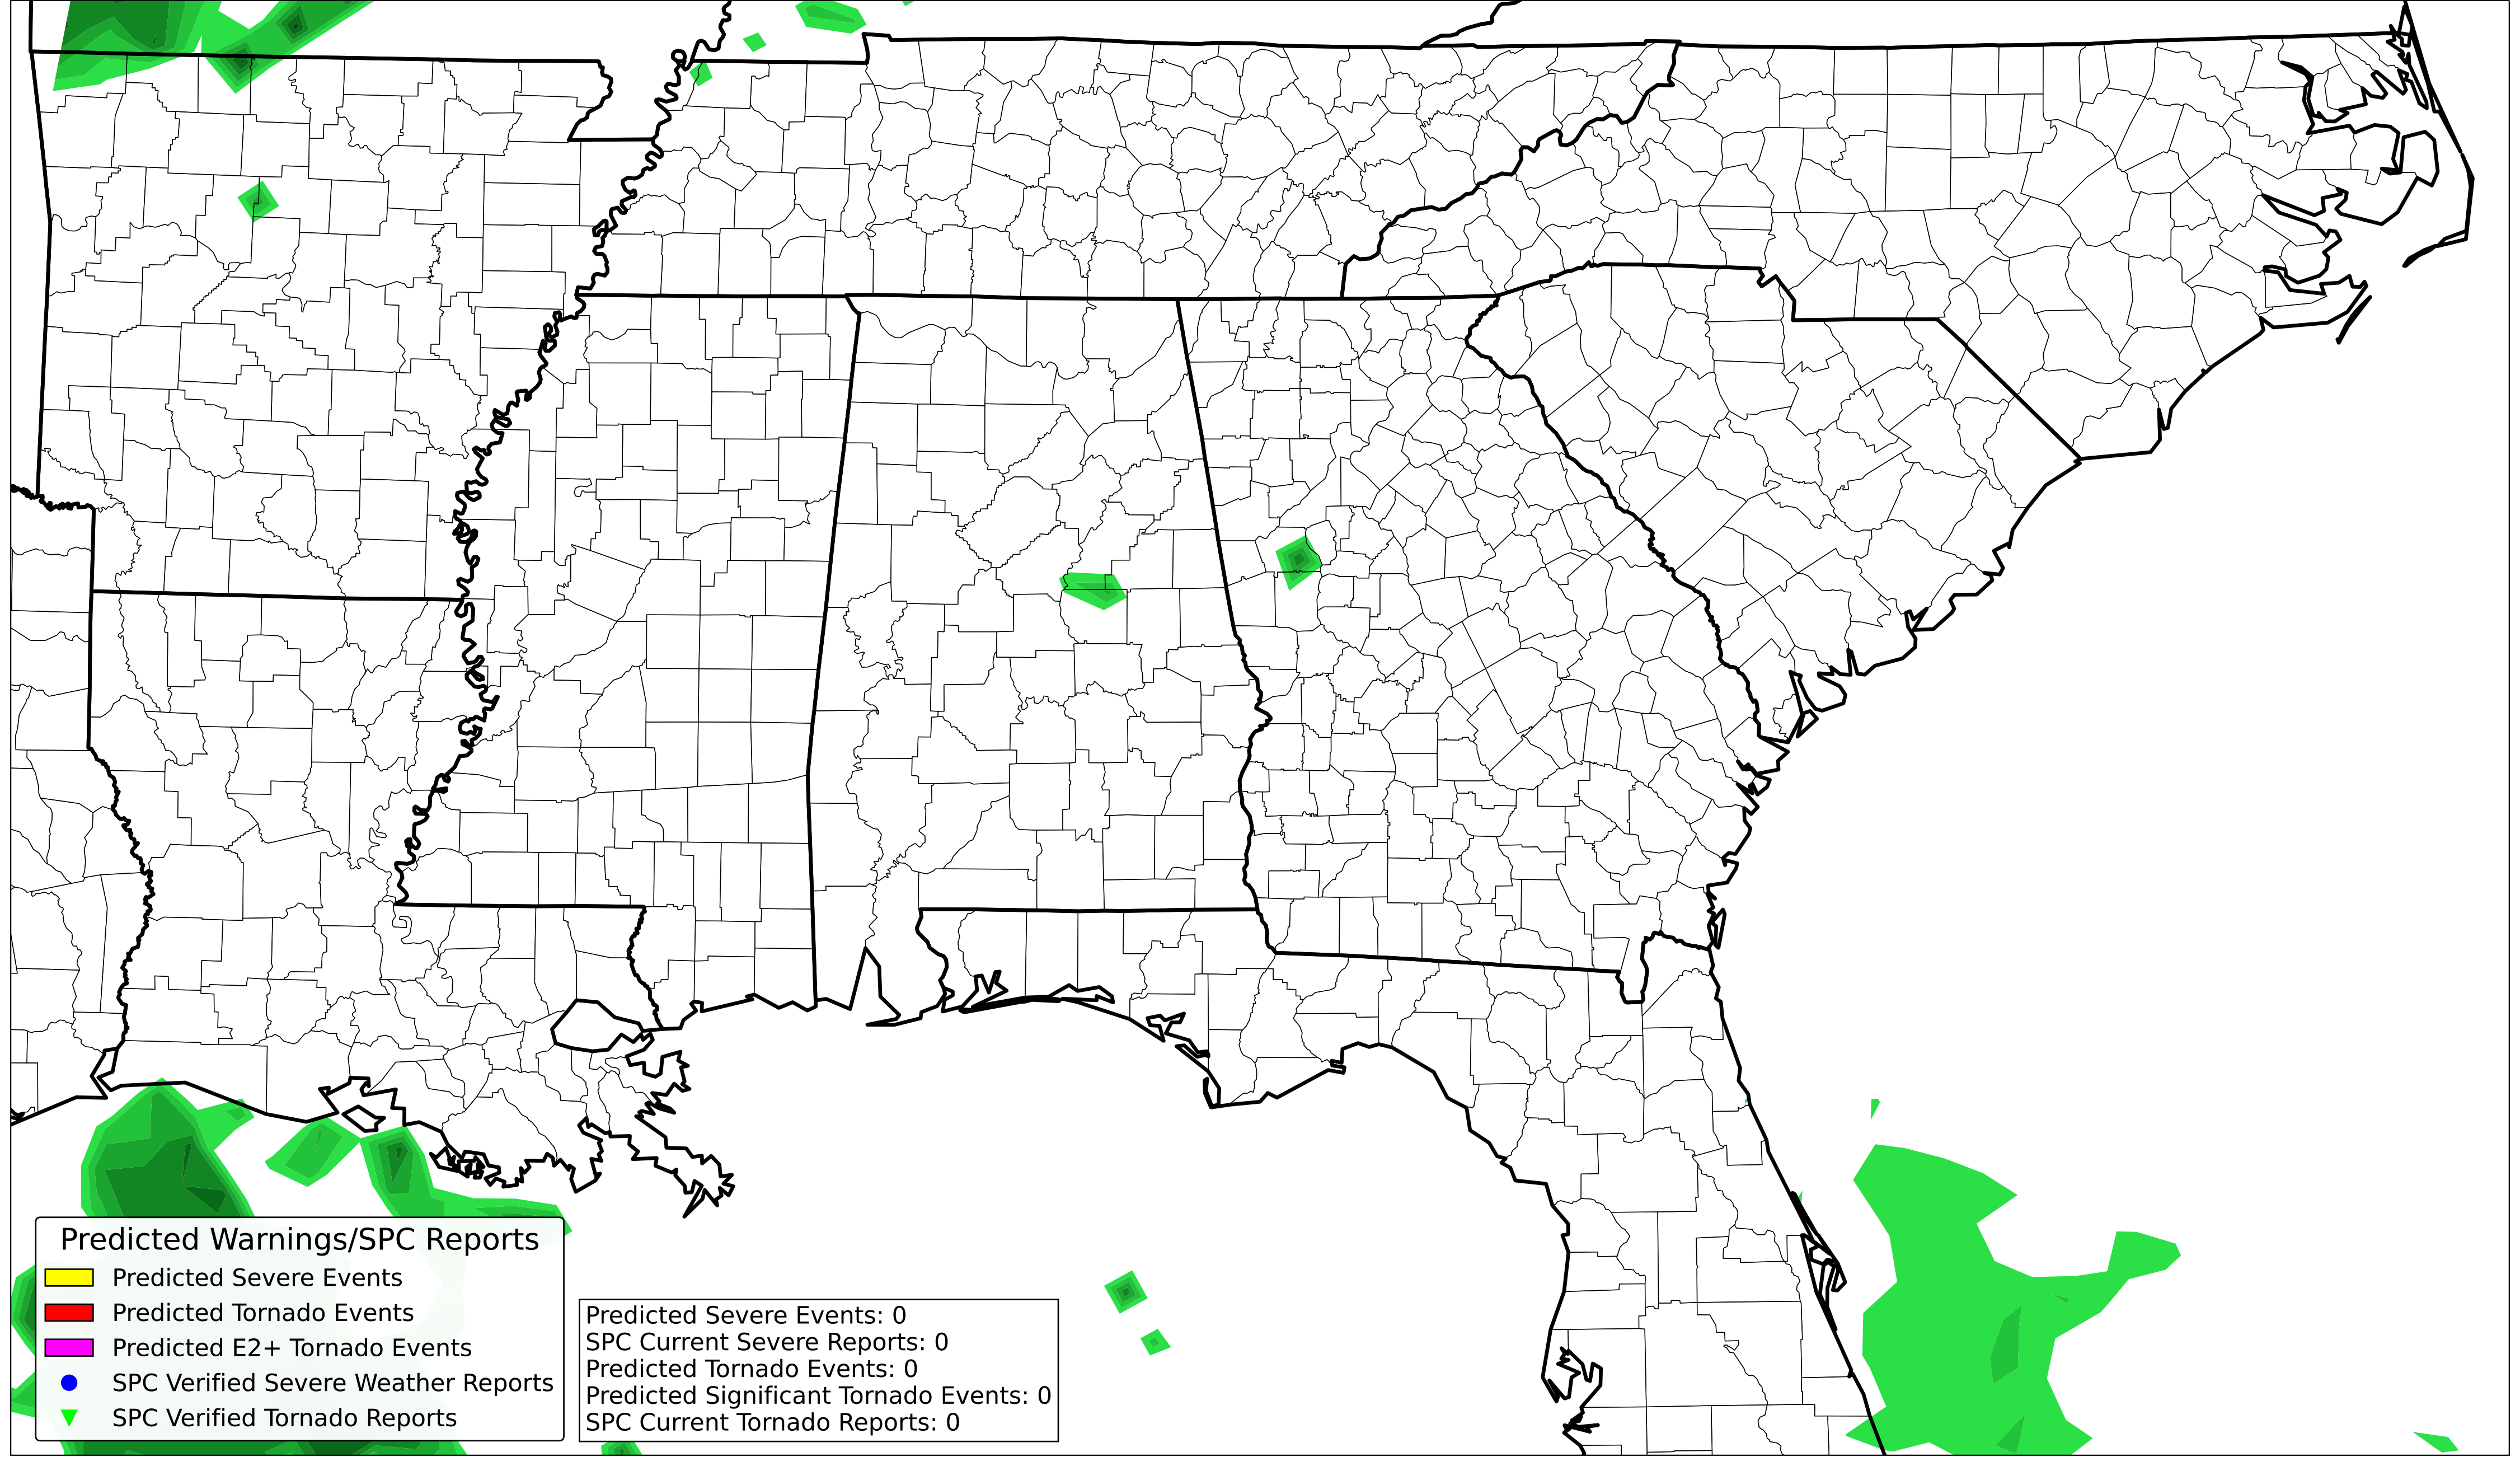 Predicted Warnings/SPC Reports
Predicted Severe Events
Predicted Tornado Events
Predicted E2+ Tornado Events
SPC Verified Severe Weather Reports
SPC Verified Tornado Reports
Predicted Severe Events: 0
SPC Current Severe Reports: 0
Predicted Tornado Events: 0
Predicted Significant Tornado Events: 0
SPC Current Tornado Reports: 0